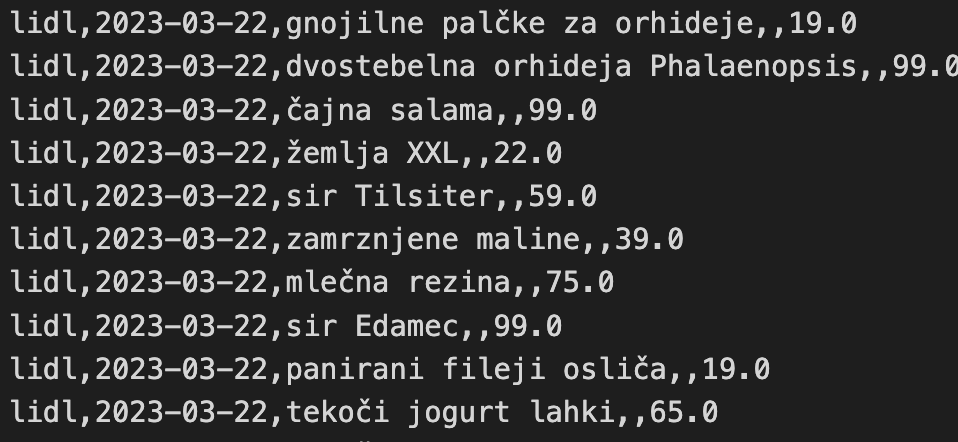 lidl,2023-03-22,gnojilne palčke za orhideje,,19.0
lidl,2023-03-22,dvostebelna orhideja Phalaenopsis,,99.0
lidl,2023-03-22,čajna salama,,99.0
lidl,2023-03-22,žemlja XXL,,22.0
lidl,2023-03-22,sir Tilsiter,,59.0
lidl,2023-03-22,zamrznjene maline,,39.0
lidl,2023-03-22,mlečna rezina,,75.0
lidl,2023-03-22,sir Edamec,,99.0
lidl,2023-03-22,panirani fileji osliča,,19.0
lidl,2023-03-22,tekoči jogurt lahki,,65.0